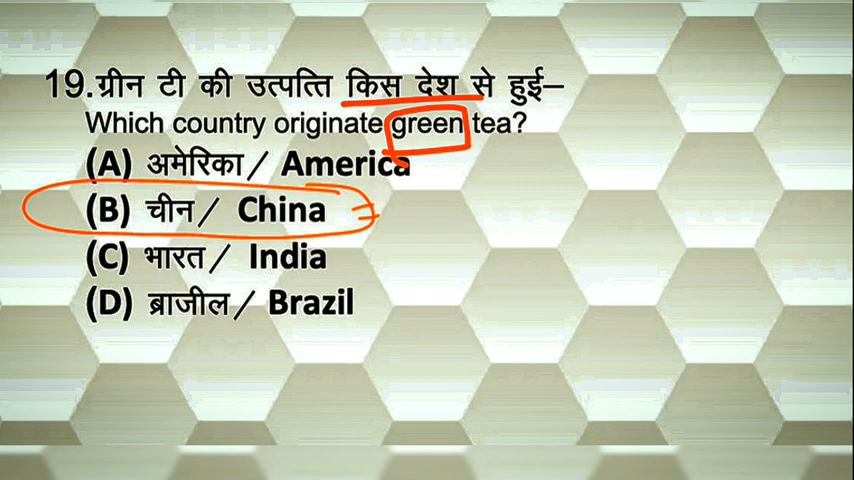 19.ग्रीन टी की उत्पत्ति किस देश से हुई–
Which country originate green tea?
(A) अमेरिका/ America
(B) चीन/ China
(C) भारत/ India
(D) ब्राजील/ Brazil